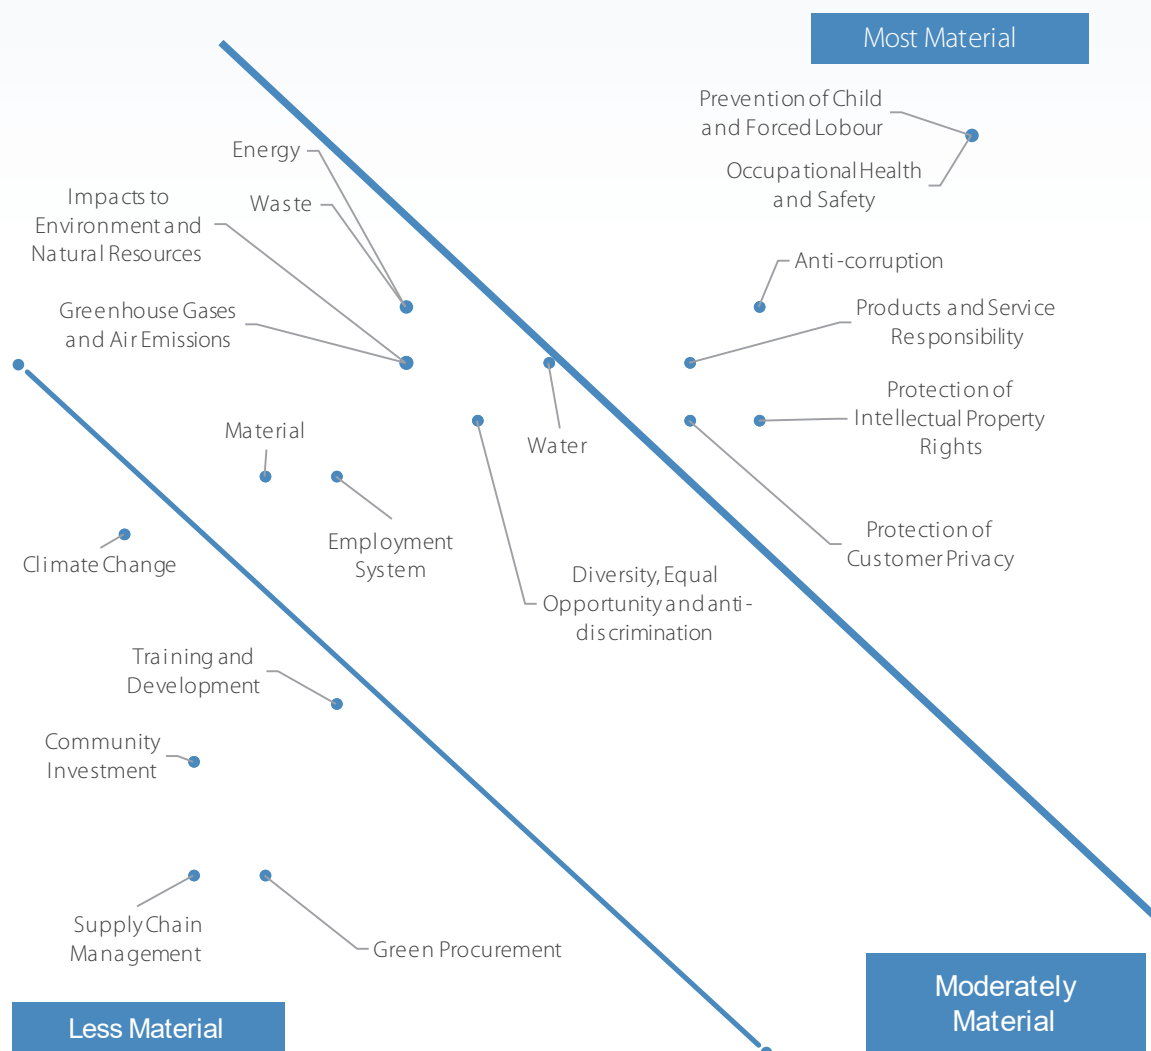 Most Material
Prevention of Child
and Forced Lobour
Occupational Health
and Safety
Energy
Waste
Impacts to
Environment and
Natural Resources
Greenhouse Gases
and Air Emissions
Anti-corruption
Products and Service
Responsibility
Protection of
Intellectual Property
Rights
Water
Material
Employment
System
Climate Change
Protection of
Customer Privacy
Diversity, Equal
Opportunity and anti-
discrimination
Training and
Development
Community
Investment
Supply Chain
Management
Green Procurement
Less Material
Moderately
Material